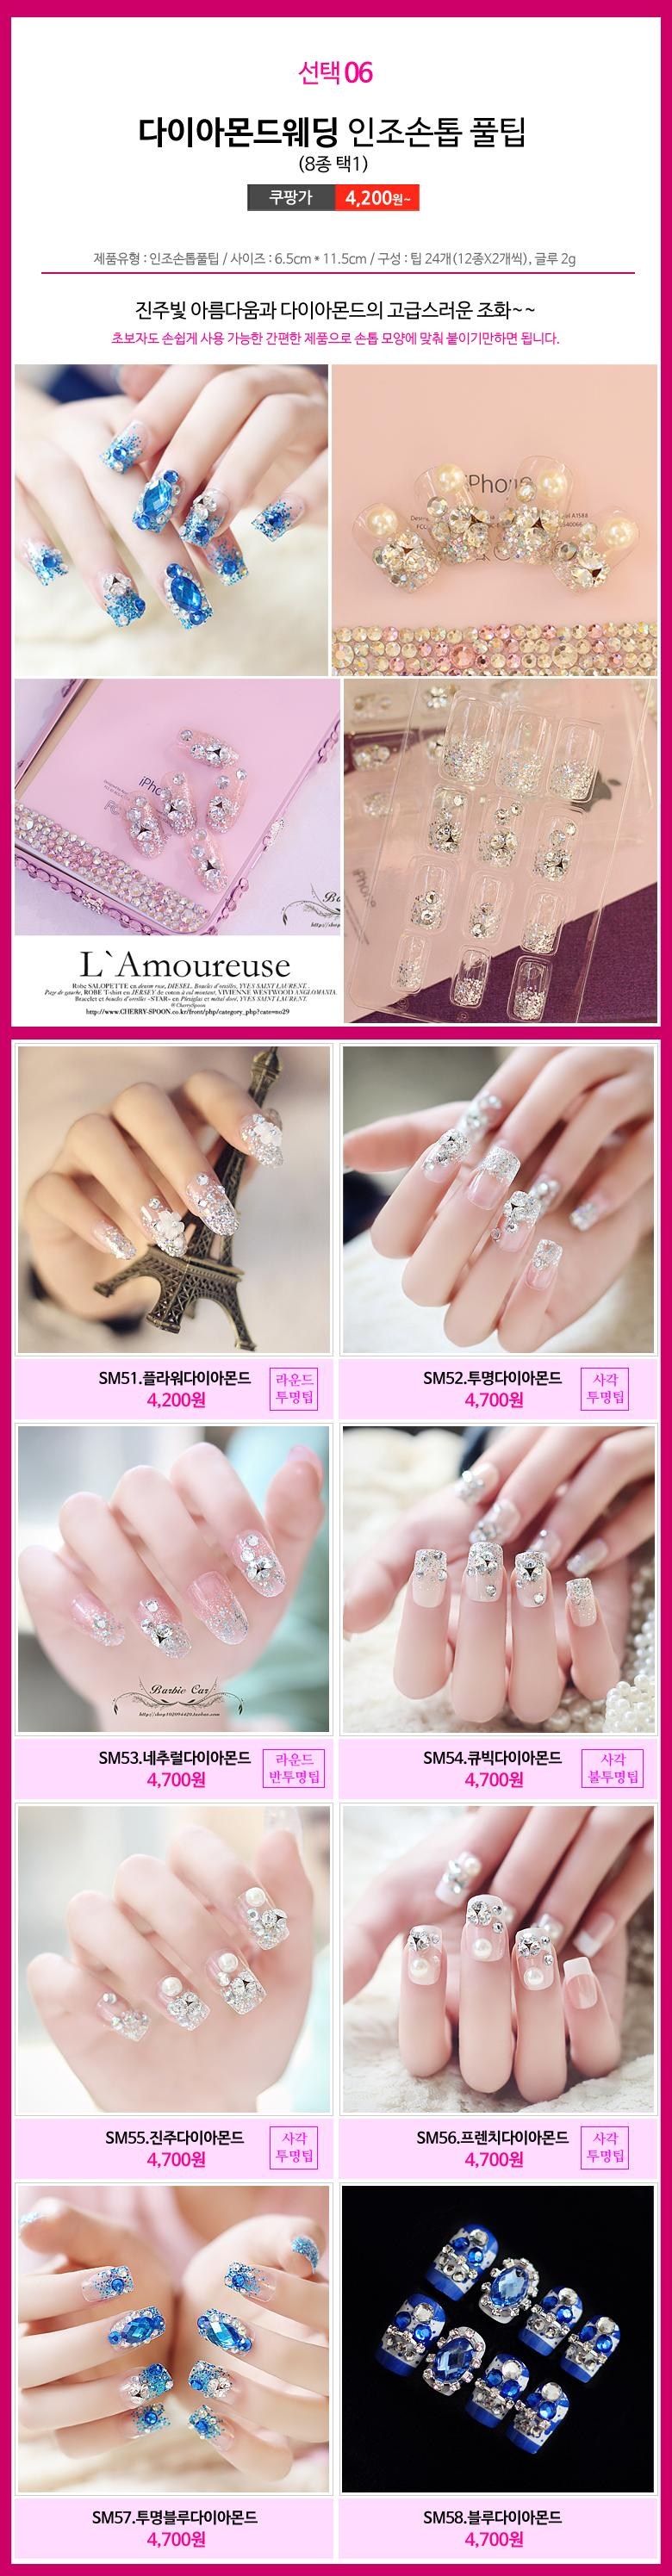 선택 06
다이아몬드웨딩 인조손톱 풀팁
(8종 택1)
쿠팡가 4,200원~
제품유형 : 인조손톱풀팁 / 사이즈 : 6.5cm * 11.5cm / 구성 : 팁 24개(12종X2개씩), 글루 2g
진주빛 아름다움과 다이아몬드의 고급스러운 조화~~
초보자도 손쉽게 사용 가능한 간편한 제품으로 손톱 모양에 맞춰 붙이기만하면 됩니다.
L`Amoureuse
Robe SALOPETTE en denim rose, DIESEL. Boucles d'oreilles, YVES SAINT LAURENT.
Page de gauche, ROBE T-shirt en JERSEY de coton à col montant, VIVIENNE WESTWOOD ANGLOMANIA.
Bracelet et boucles d'oreilles -STAR- en Plexiglas et métal doré, YVES SAINT LAURENT.
@CherrySpoon
http://www.CHERRY-SPOON.co.kr/front/php/category_php?cate=no29
SM51.플라워다이아몬드
4,200원
라운드
투명팁
SM52.투명다이아몬드
4,700원
사각
투명팁
Barbie Car
SM53.네추럴다이아몬드
4,700원
라운드
반투명팁
SM54.큐빅다이아몬드
4,700원
사각
불투명팁
SM55.진주다이아몬드
4,700원
사각
투명팁
SM56.프렌치다이아몬드
4,700원
사각
투명팁
SM57.투명블루다이아몬드
4,700원
SM58.블루다이아몬드
4,700원